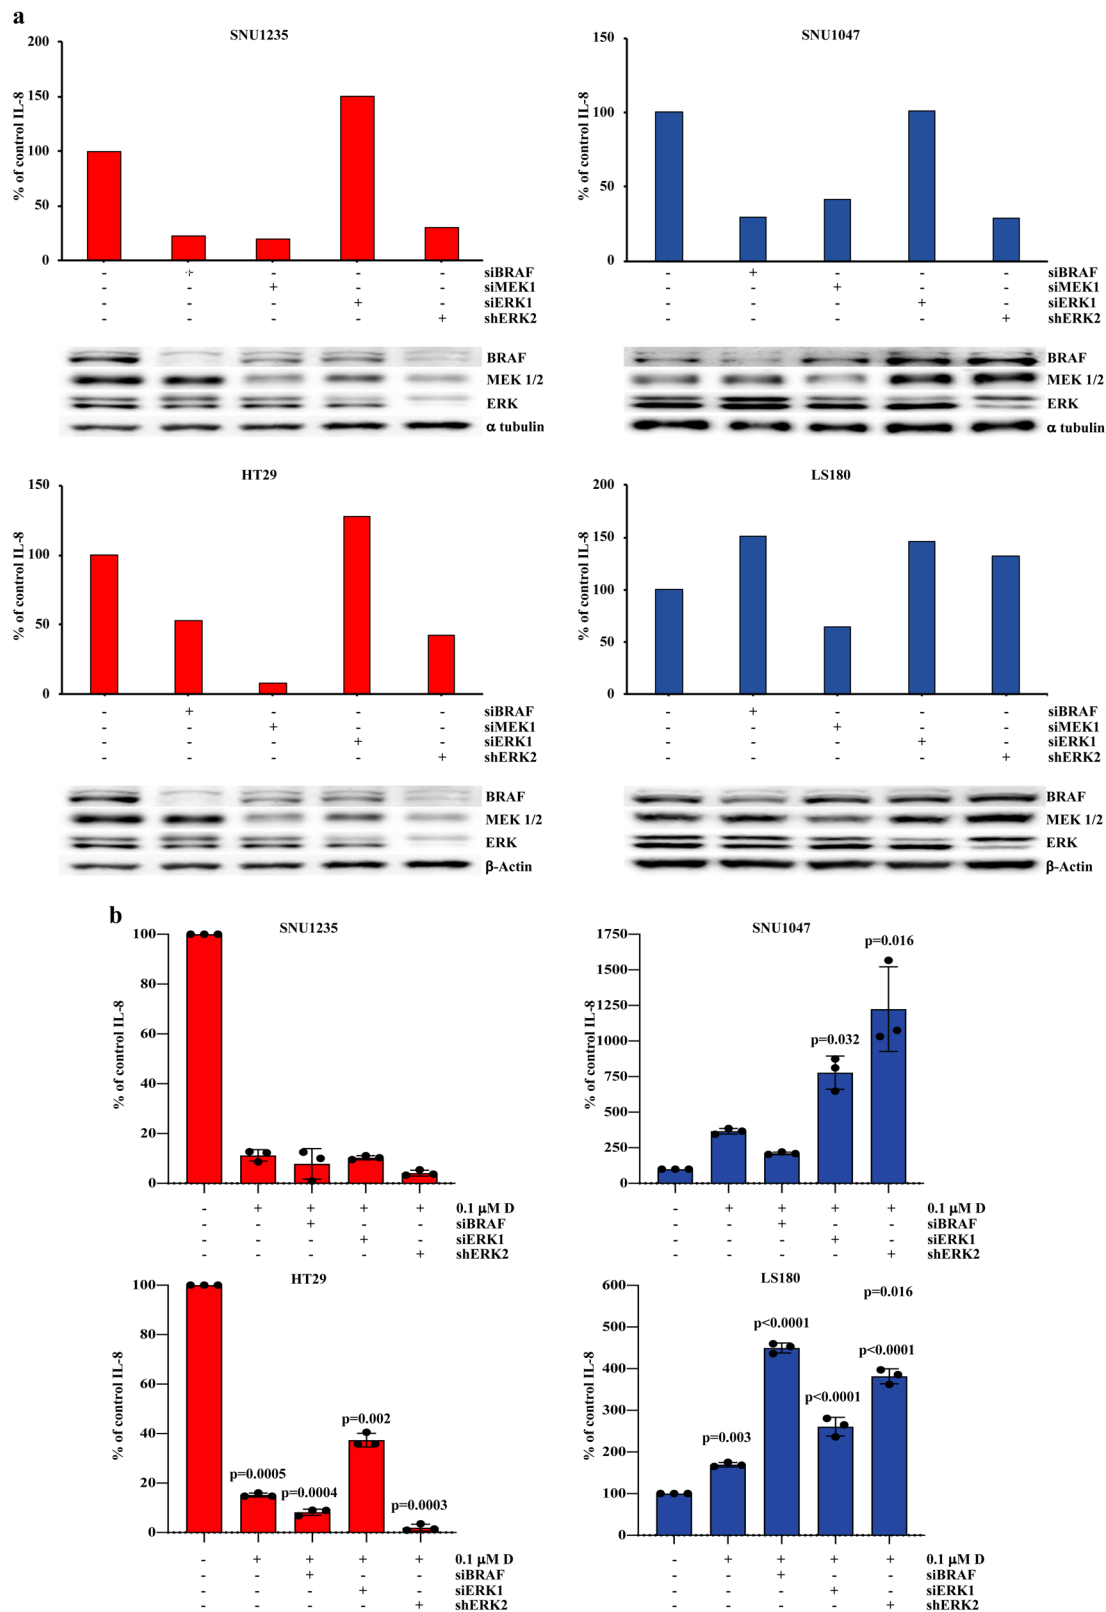 a
SNU1235
% of control IL-8
200
150
100
50
0
- + - - - siBRAF
- - + - - siMEK1
- - - + - siERK1
- - - - + shERK2
BRAF
MEK 1/2
ERK
α tubulin
SNU1047
% of control IL-8
150
100
50
0
- + - - - siBRAF
- - + - - siMEK1
- - - + - siERK1
- - - - + shERK2
BRAF
MEK 1/2
ERK
α tubulin
HT29
% of control IL-8
150
100
50
0
- + - - - siBRAF
- - + - - siMEK1
- - - + - siERK1
- - - - + shERK2
BRAF
MEK 1/2
ERK
β-Actin
LS180
% of control IL-8
200
150
100
50
0
- + - - - siBRAF
- - + - - siMEK1
- - - + - siERK1
- - - - + shERK2
BRAF
MEK 1/2
ERK
β-Actin
b
SNU1235
% of control IL-8
100
80
60
40
20
0
- + + + + 0.1 μM D
- - + - - siBRAF
- - - + - siERK1
- - - - + shERK2
SNU1047
% of control IL-8
1750
1500
1250
1000
750
500
250
0
p=0.032
p=0.016
- + + + + 0.1 μM D
- - + - - siBRAF
- - - + - siERK1
- - - - + shERK2
HT29
% of control IL-8
100
80
60
40
20
0
p=0.0005
p=0.0004
p=0.002
p=0.0003
- + + + + 0.1 μM D
- - + - - siBRAF
- - - + - siERK1
- - - - + shERK2
LS180
% of control IL-8
600
500
400
300
200
100
0
p=0.003
p<0.0001
p<0.0001
p=0.016
p<0.0001
- + + + + 0.1 μM D
- - + - - siBRAF
- - - + - siERK1
- - - - + shERK2